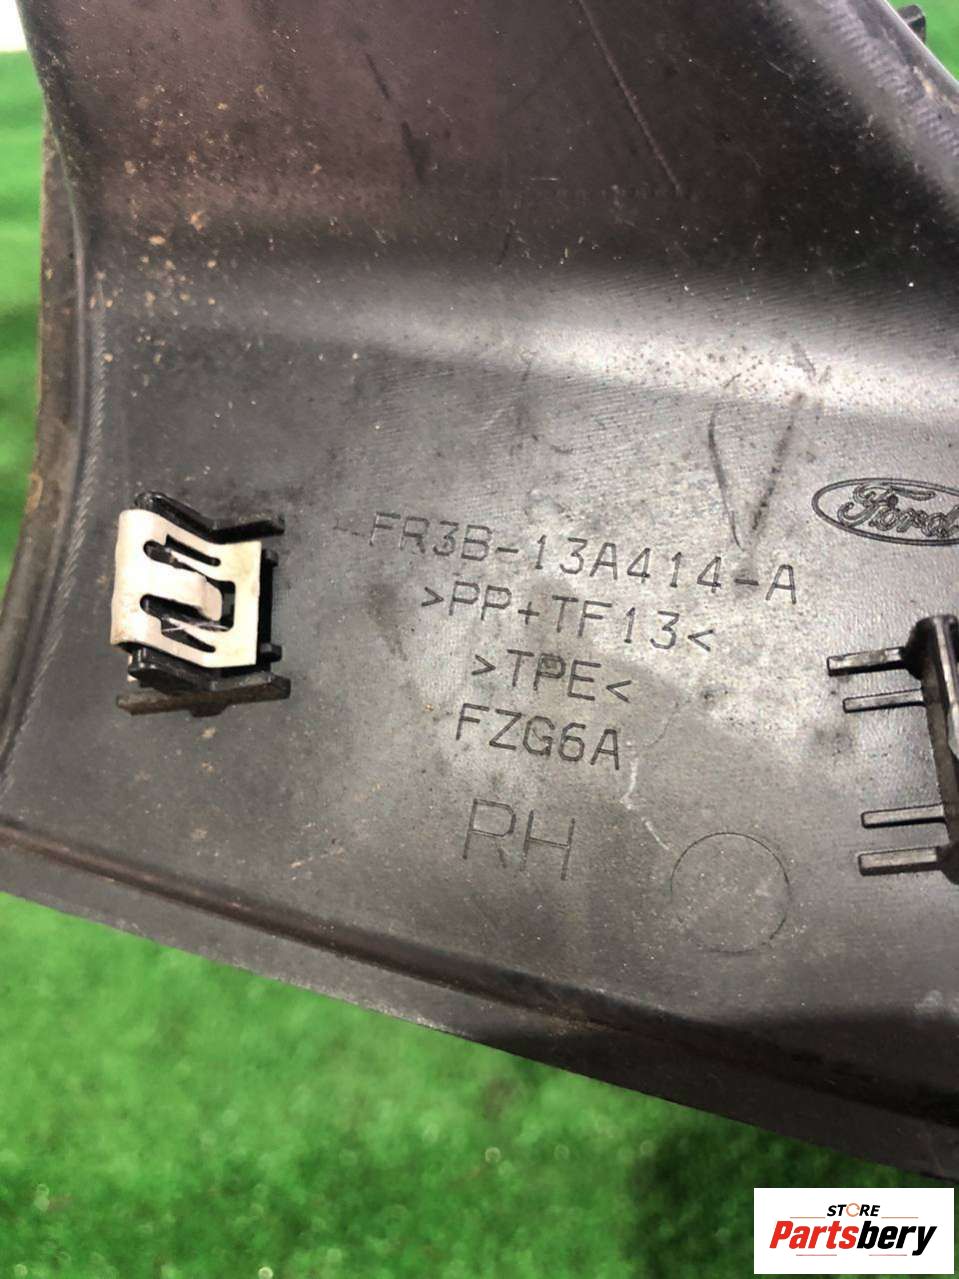 Ford
FR3B-13A414-A
>PP+TF13<
>TPE<
FZG6A
RH
STORE
Partsbery